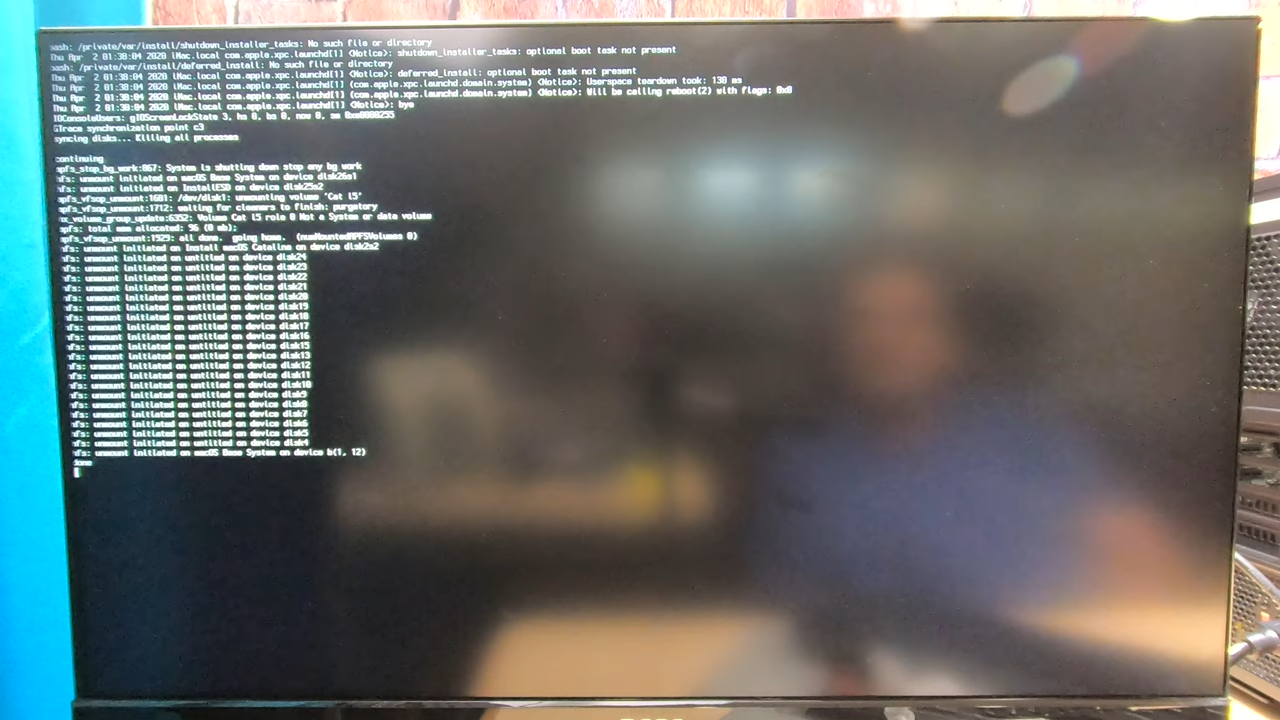 bash: /private/var/install/shutdown_installer_tasks: No such file or directory
Thu Apr  2 01:38:04 2020 iMac.local com.apple.xpc.launchd[1] <Notice>: shutdown_installer_tasks: optional boot task not present
bash: /private/var/install/deferred_install: No such file or directory
Thu Apr  2 01:38:04 2020 iMac.local com.apple.xpc.launchd[1] <Notice>: deferred_install: optional boot task not present
Thu Apr  2 01:38:04 2020 iMac.local com.apple.xpc.launchd[1] (com.apple.xpc.launchd.domain.system) <Notice>: Userspace teardown took: 130 ms
Thu Apr  2 01:38:04 2020 iMac.local com.apple.xpc.launchd[1] (com.apple.xpc.launchd.domain.system) <Notice>: Will be calling reboot(2) with flags: 0x0
Thu Apr  2 01:38:04 2020 iMac.local com.apple.xpc.launchd[1] <Notice>: bye
IOConsoleUsers: gIOScreenLockState 3, hs 0, bs 0, now 0, sm 0xe0000255
GTrace synchronization point c3
syncing disks... Killing all processes
continuing
apfs_stop_bg_work:867: System is shutting down stop any bg work
hfs: unmount initiated on macOS Base System on device disk26s1
hfs: unmount initiated on InstallESD on device disk25s2
apfs_vfsop_unmount:1681: /dev/disk1: unmounting volume 'Cat i5'
apfs_vfsop_unmount:1712: waiting for cleaners to finish: purgatory
nx_volume_group_update:6352: Volume Cat i5 role 0 Not a System or data volume
apfs: total mem allocated: 96 (0 mb);
apfs_vfsop_unmount:1929: all done.  going home.  (numMountedAPFSVolumes 0)
hfs: unmount initiated on Install macOS Catalina on device disk2s2
hfs: unmount initiated on untitled on device disk24
hfs: unmount initiated on untitled on device disk23
hfs: unmount initiated on untitled on device disk22
hfs: unmount initiated on untitled on device disk21
hfs: unmount initiated on untitled on device disk20
hfs: unmount initiated on untitled on device disk19
hfs: unmount initiated on untitled on device disk18
hfs: unmount initiated on untitled on device disk17
hfs: unmount initiated on untitled on device disk16
hfs: unmount initiated on untitled on device disk15
hfs: unmount initiated on untitled on device disk13
hfs: unmount initiated on untitled on device disk12
hfs: unmount initiated on untitled on device disk11
hfs: unmount initiated on untitled on device disk10
hfs: unmount initiated on untitled on device disk9
hfs: unmount initiated on untitled on device disk8
hfs: unmount initiated on untitled on device disk7
hfs: unmount initiated on untitled on device disk6
hfs: unmount initiated on untitled on device disk5
hfs: unmount initiated on untitled on device disk4
hfs: unmount initiated on macOS Base System on device b(1, 12)
done